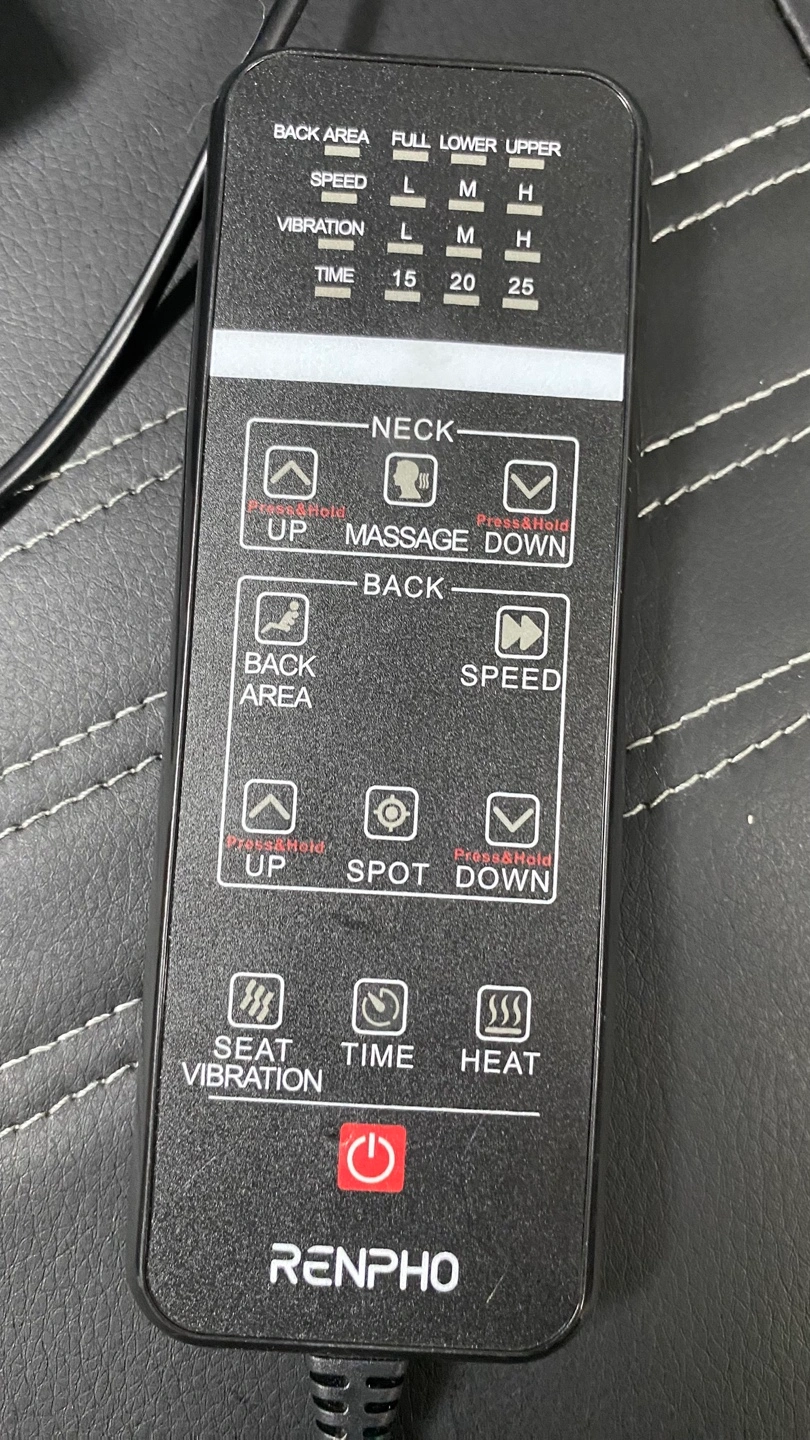 BACK AREA FULL LOWER UPPER
SPEED L M H
VIBRATION L M H
TIME 15 20 25
NECK
Press&Hold Press&Hold
UP MASSAGE DOWN
BACK
BACK AREA SPEED
Press&Hold Press&Hold
UP SPOT DOWN
SEAT VIBRATION TIME HEAT
RENPHO